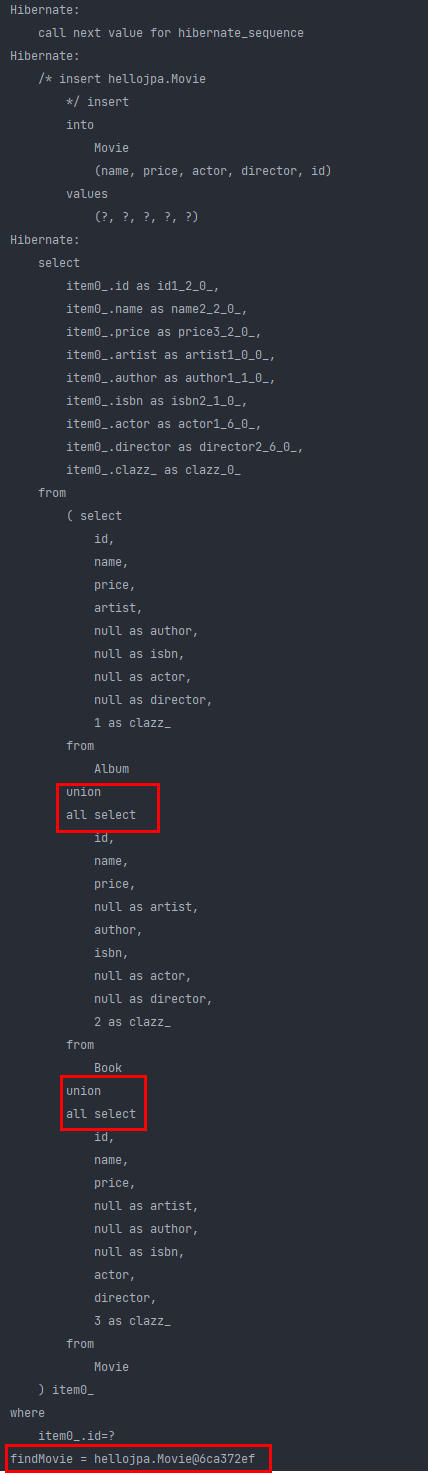 Hibernate:
    call next value for hibernate_sequence
Hibernate:
    /* insert hellojpa.Movie
        */ insert
        into
            Movie
            (name, price, actor, director, id)
        values
            (?, ?, ?, ?, ?)
Hibernate:
    select
        item0_.id as id1_2_0_,
        item0_.name as name2_2_0_,
        item0_.price as price3_2_0_,
        item0_.artist as artist1_0_0_,
        item0_.author as author1_1_0_,
        item0_.isbn as isbn2_1_0_,
        item0_.actor as actor1_6_0_,
        item0_.director as director2_6_0_,
        item0_.clazz_ as clazz_0_
    from
        ( select
            id,
            name,
            price,
            artist,
            null as author,
            null as isbn,
            null as actor,
            null as director,
            1 as clazz_
        from
            Album
        union
        all select
            id,
            name,
            price,
            null as artist,
            author,
            isbn,
            null as actor,
            null as director,
            2 as clazz_
        from
            Book
        union
        all select
            id,
            name,
            price,
            null as artist,
            null as author,
            null as isbn,
            actor,
            director,
            3 as clazz_
        from
            Movie
    ) item0_
where
    item0_.id=?
findMovie = hellojpa.Movie@6ca372ef